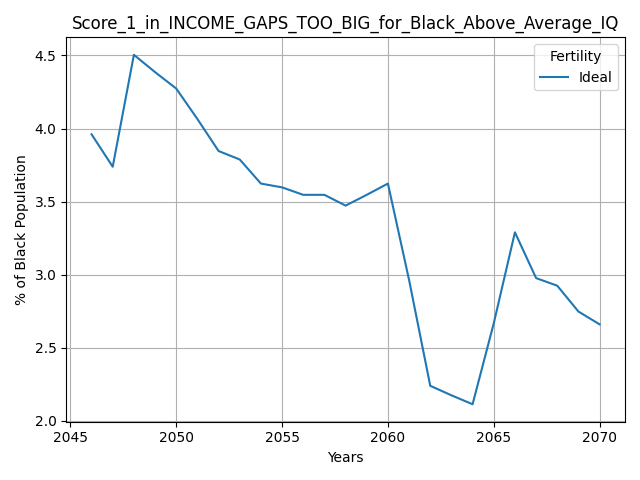 Score_1_in_INCOME_GAPS_TOO_BIG_for_Black_Above_Average_IQ
Fertility
Ideal
% of Black Population
4.5
4.0
3.5
3.0
2.5
2.0
2045 2050 2055 2060 2065 2070
Years